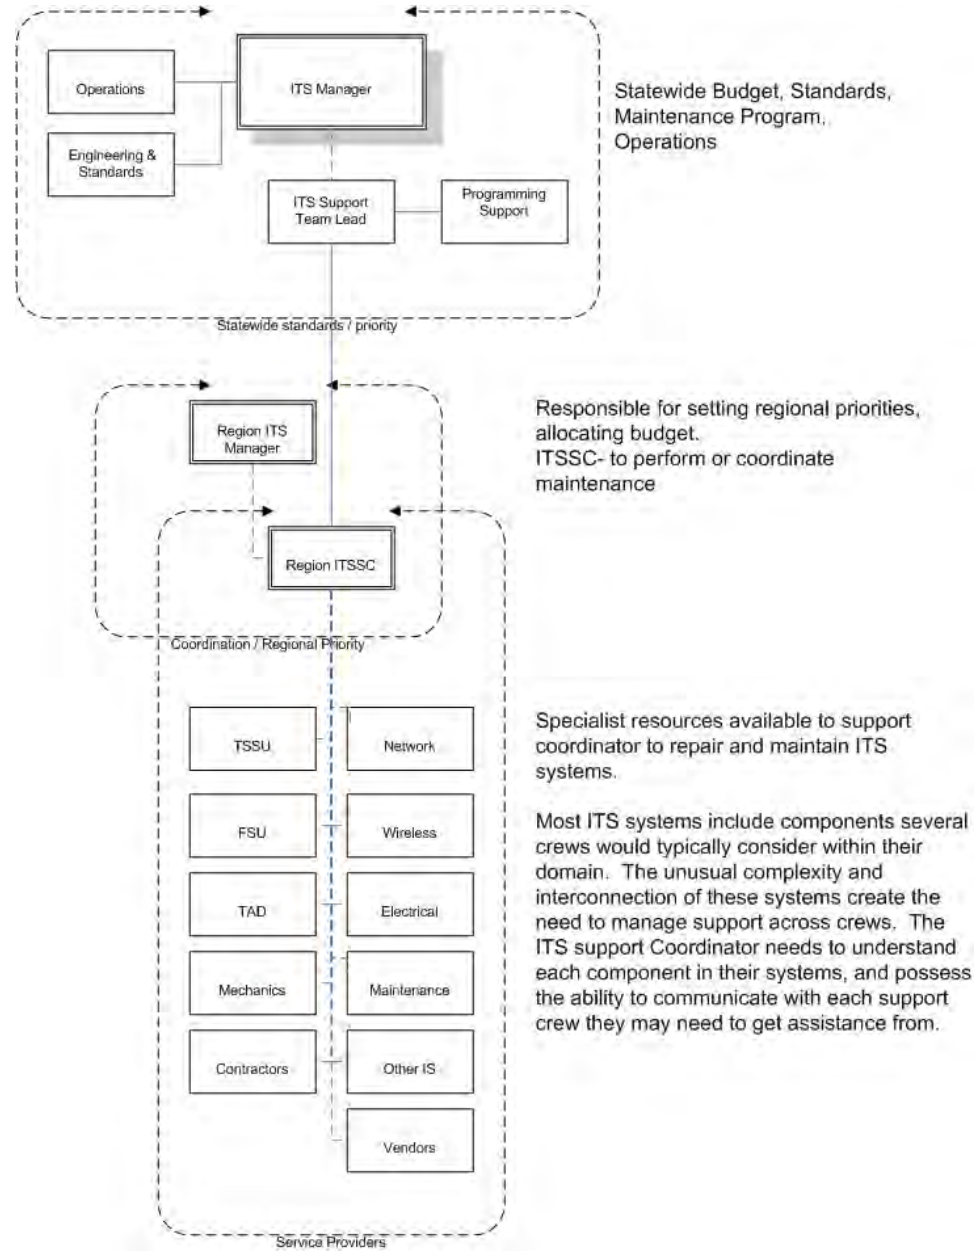 Operations
ITS Manager
Statewide Budget, Standards,
Maintenance Program,
Operations
Engineering &
Standards
ITS Support
Team Lead
Programming
Support
Statewide standards / priority
Region ITS
Manager
Responsible for setting regional priorities,
allocating budget.
ITSSC- to perform or coordinate
maintenance
Region ITSSC
Coordination / Regional Priority
TSSU
Network
Specialist resources available to support
coordinator to repair and maintain ITS
systems.
FSU
Wireless
Most ITS systems include components several
crews would typically consider within their
domain. The unusual complexity and
interconnection of these systems create the
need to manage support across crews. The
ITS support Coordinator needs to understand
each component in their systems, and possess
the ability to communicate with each support
crew they may need to get assistance from.
TAD
Electrical
Mechanics
Maintenance
Contractors
Other IS
Vendors
Service Providers